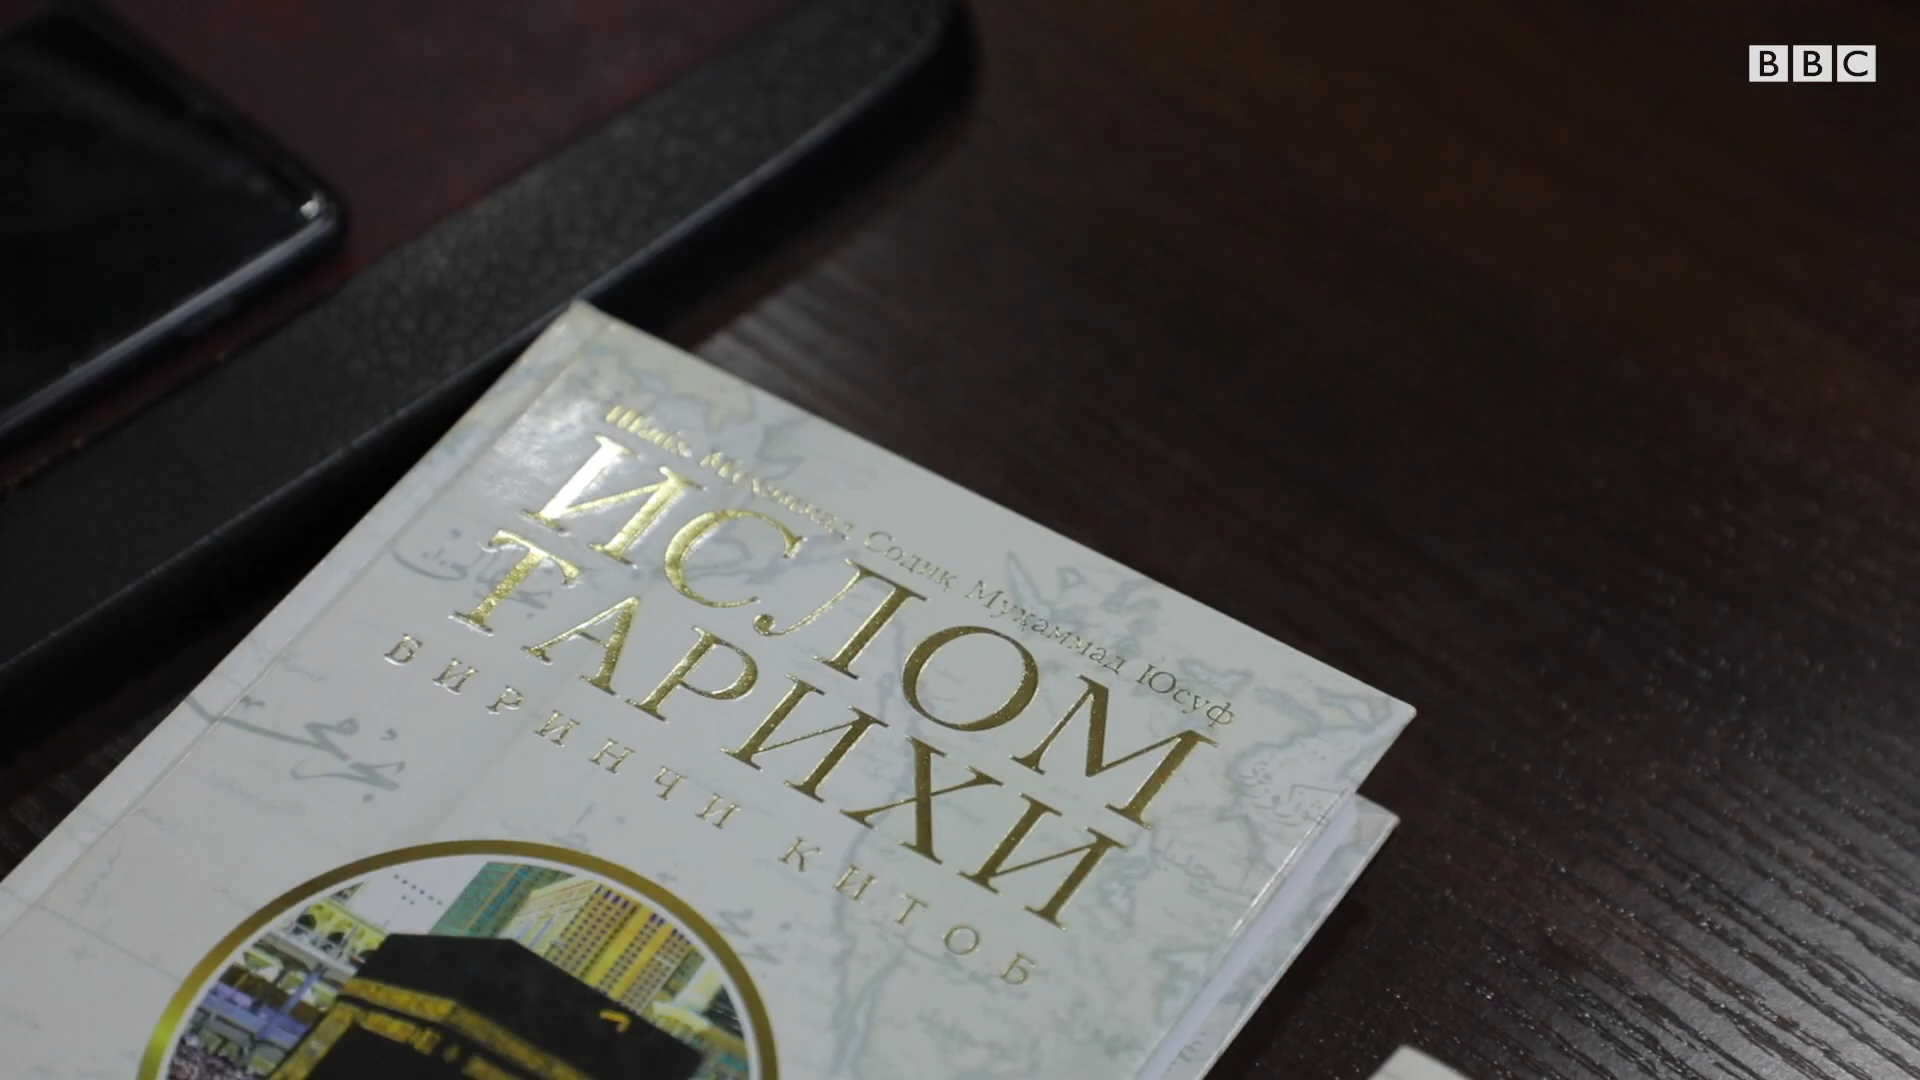 BBC
Шайх Муҳаммад Содиқ Муҳаммад Юсуф
ИСЛОМ
ТАРИХИ
БИРИНЧИ КИТОБ